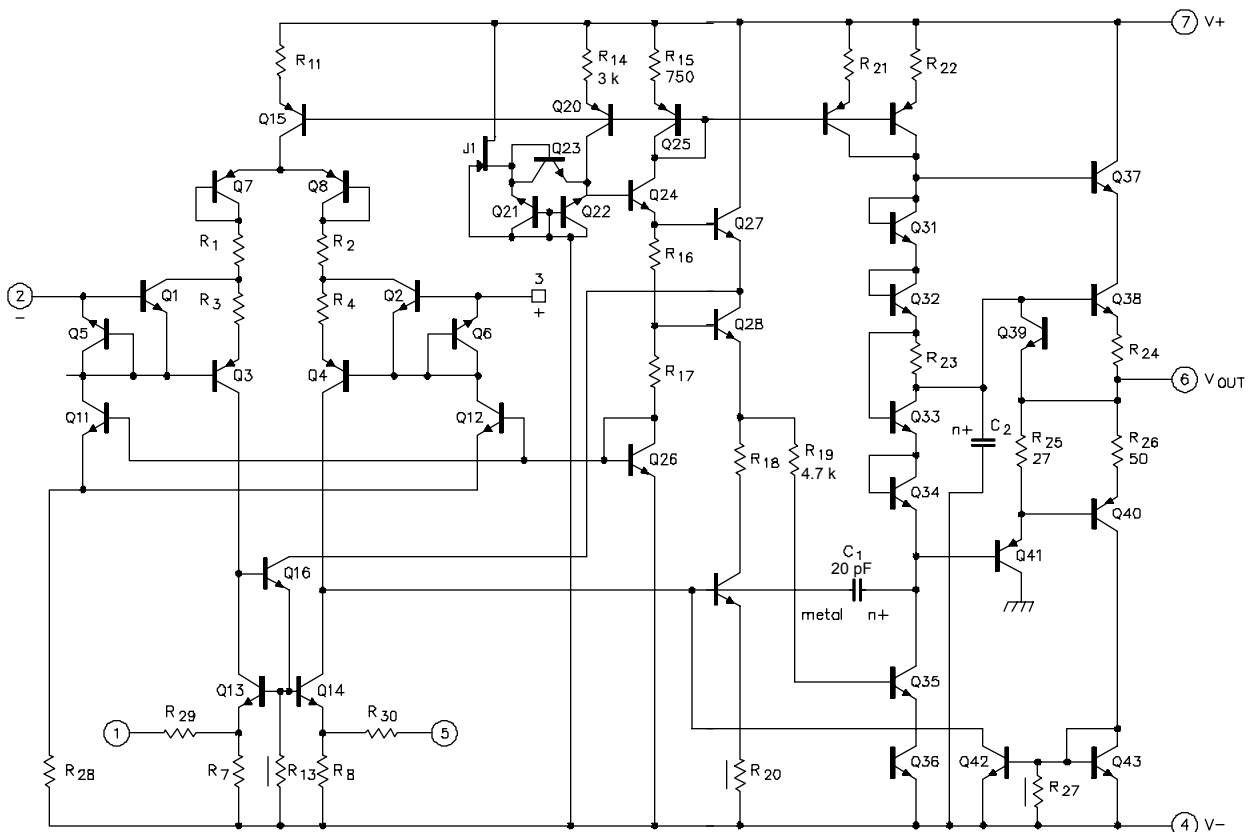 7 V+
R11
R14
3 k
R15
750
R21
R22
Q20
Q15
J1
Q23
Q25
Q7
Q8
Q24
Q37
Q21
Q22
Q27
Q31
R1
R2
R16
3
2
-
Q1
Q2
+
R3
R4
Q32
Q38
Q5
Q6
Q28
Q39
R24
R23
Q3
Q4
R17
6 VOUT
Q11
Q12
Q33
n+
C2
R25
27
R26
50
Q26
R18
R19
4.7 k
Q34
Q40
C1
20 pF
Q41
Q16
metal
n+
Q13
Q14
Q35
R29
R30
1
5
R28
R7
R13
R8
R20
Q36
Q42
Q43
R27
4 V-